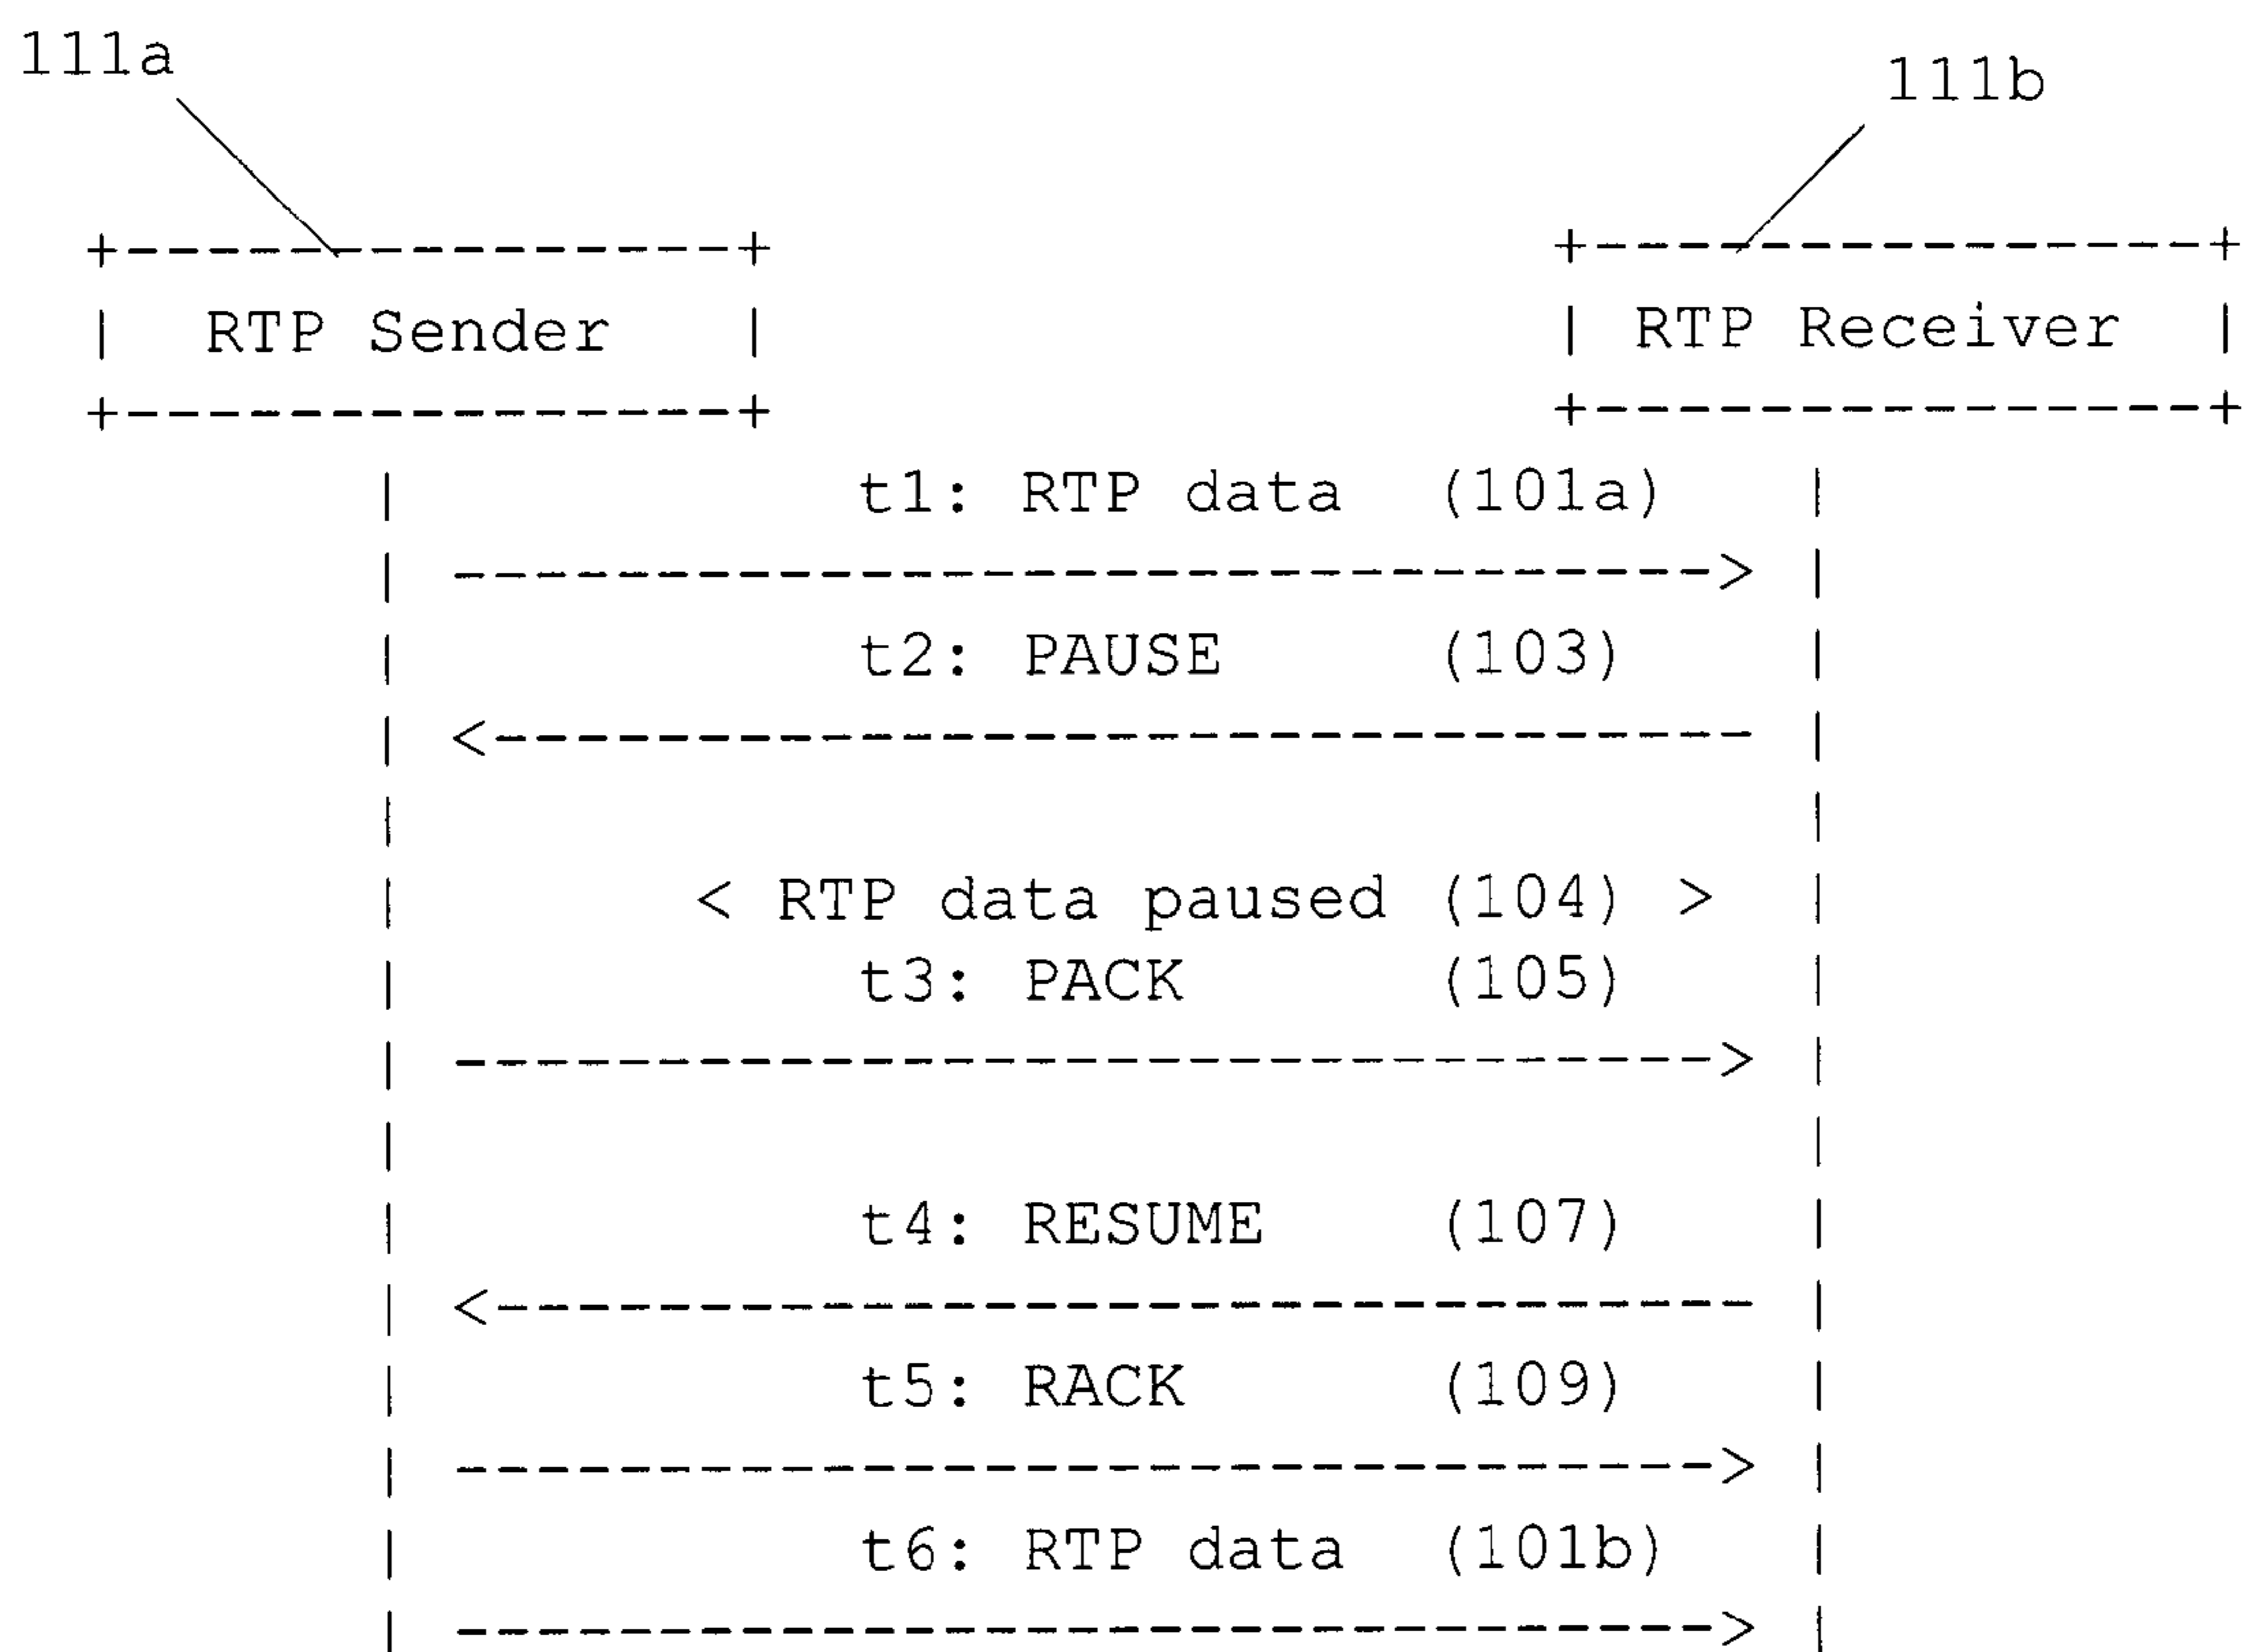 111a
111b
RTP Sender
RTP Receiver
t1: RTP data (101a)
t2: PAUSE (103)
< RTP data paused (104) >
t3: PACK (105)
t4: RESUME (107)
t5: RACK (109)
t6: RTP data (101b)